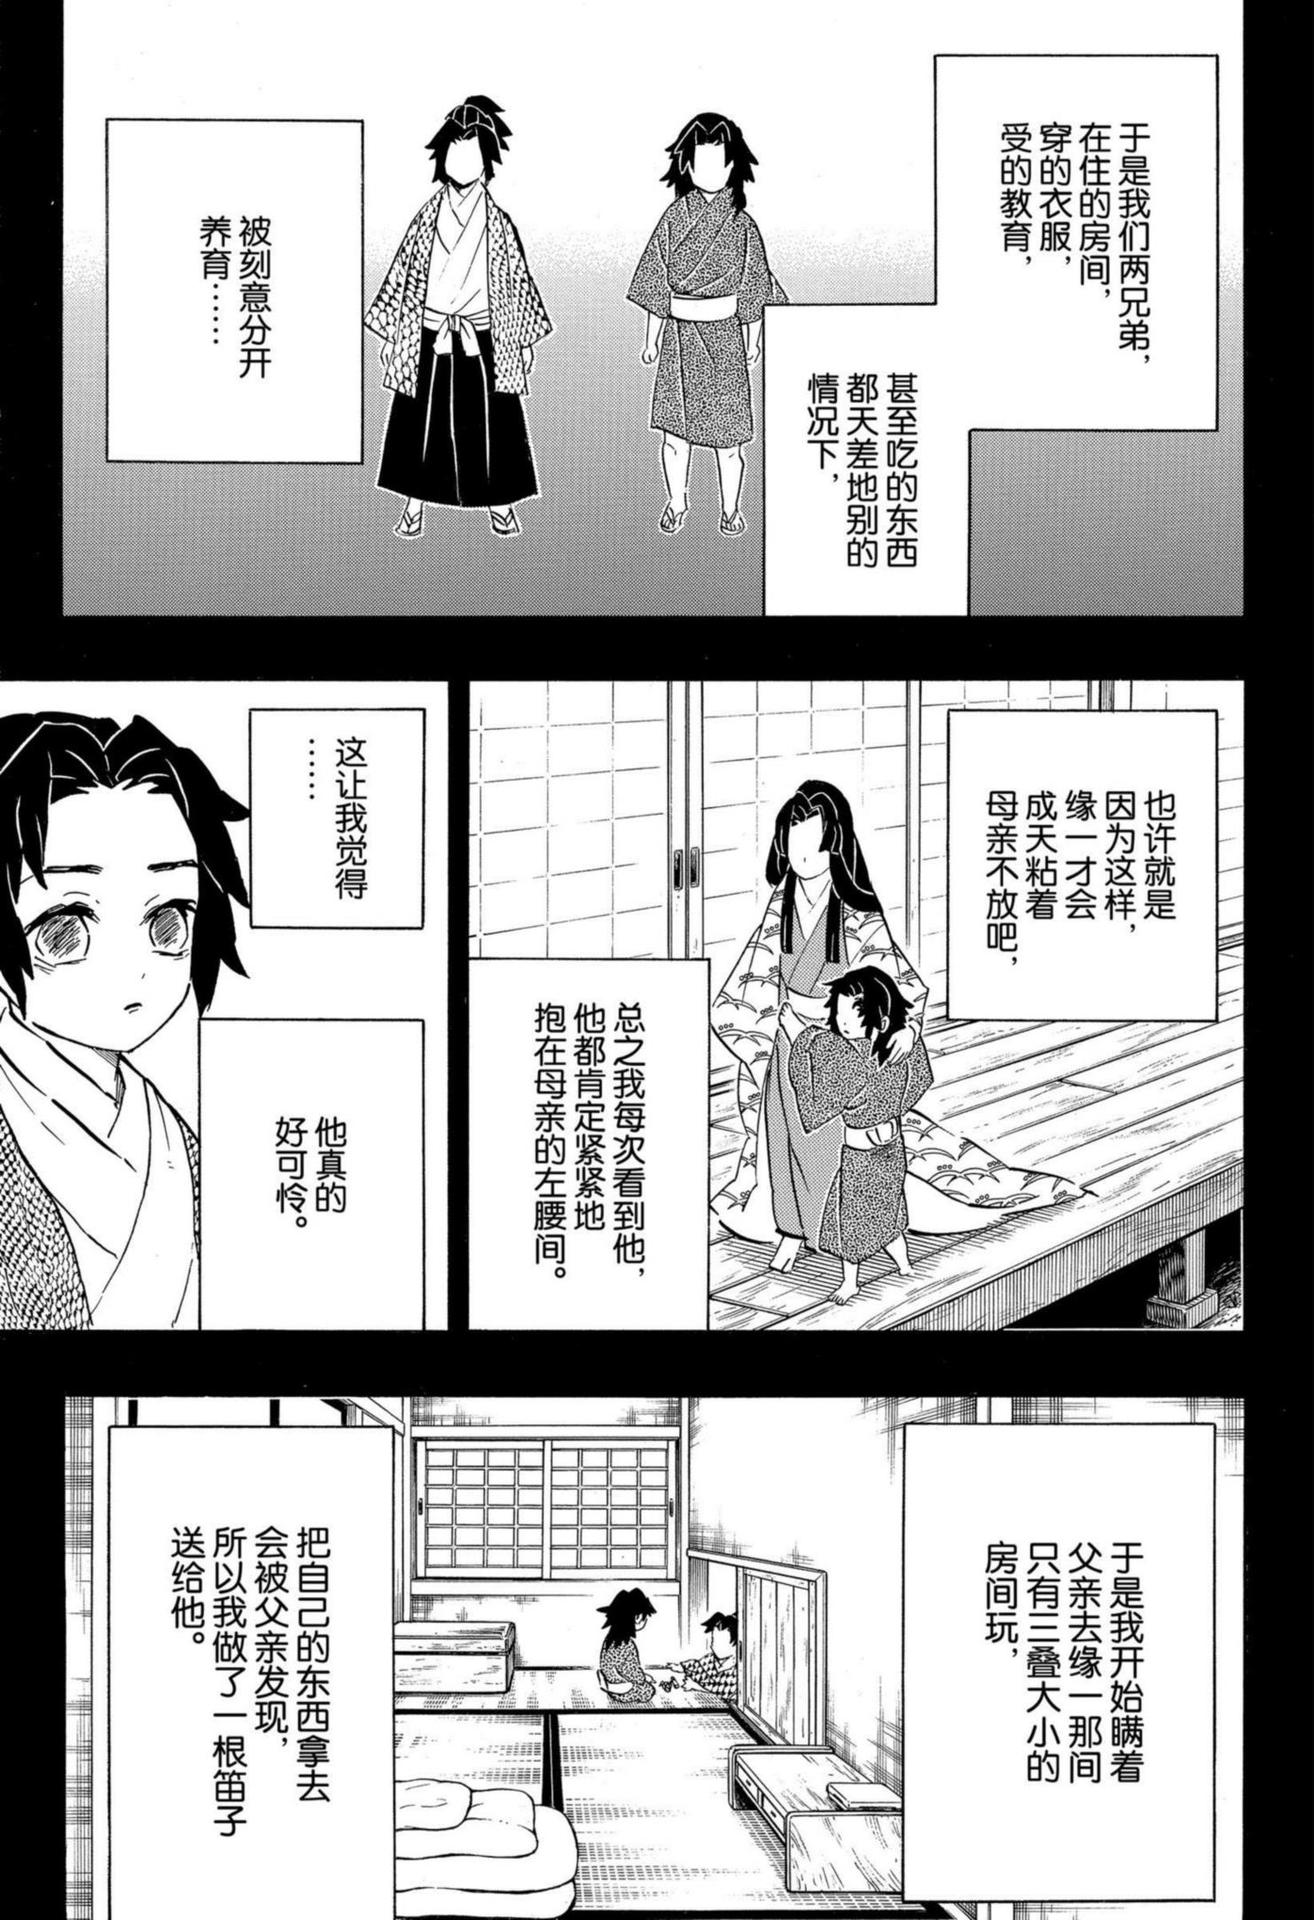 于是我们两兄弟，
在住的房间，
穿的衣服，
受的教育，
甚至吃的东西
都天差地别的
情况下，
被刻意分开
养育……
也许就是
因为这样，
缘一才会
成天粘着
母亲不放吧，
总之我每次看到他，
他都肯定紧紧地
抱在母亲的左腰间。
这让我觉得
……
他真的
好可怜。
于是我开始瞒着
父亲去缘一那间
只有三叠大小的
房间玩，
把自己的东西拿去
会被父亲发现，
所以我做了一根笛子
送给他。